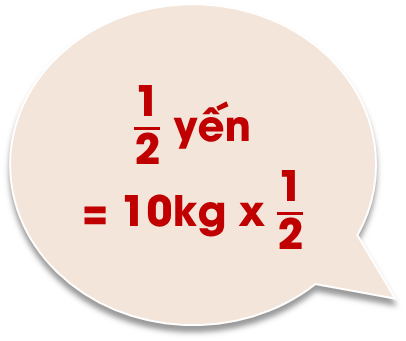 1/2 yến
= 10kg x 1/2